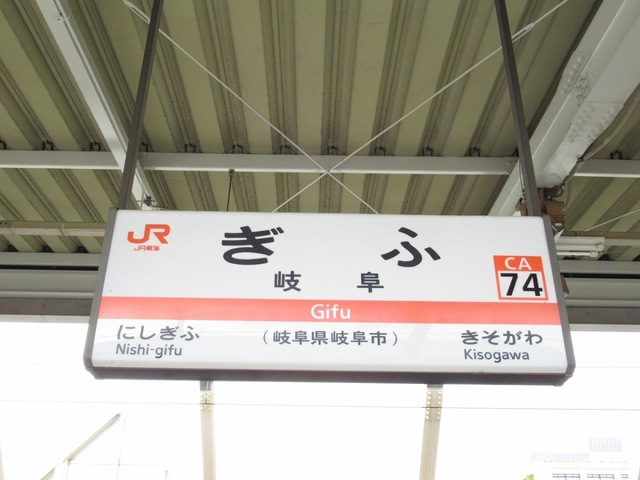 JR
JR東海
ぎふ
岐阜
CA
74
Gifu
にしぎふ
Nishi-gifu
（岐阜県岐阜市）
きそがわ
Kisogawa